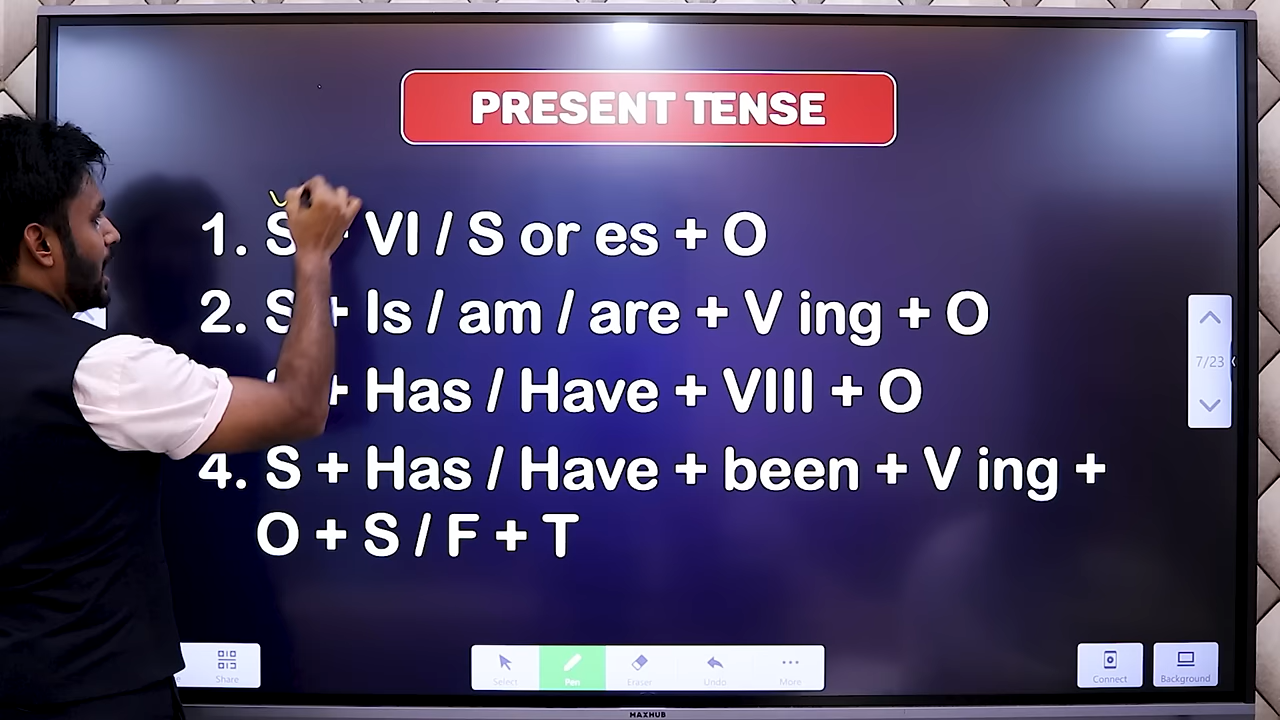 PRESENT TENSE
1. S + VI / S or es + O
2. S + Is / am / are + V ing + O
+ Has / Have + VIII + O
4. S + Has / Have + been + V ing +
O + S / F + T
7/23
Share
Select
Pen
Eraser
Undo
More
Connect
Background
MAXHUB